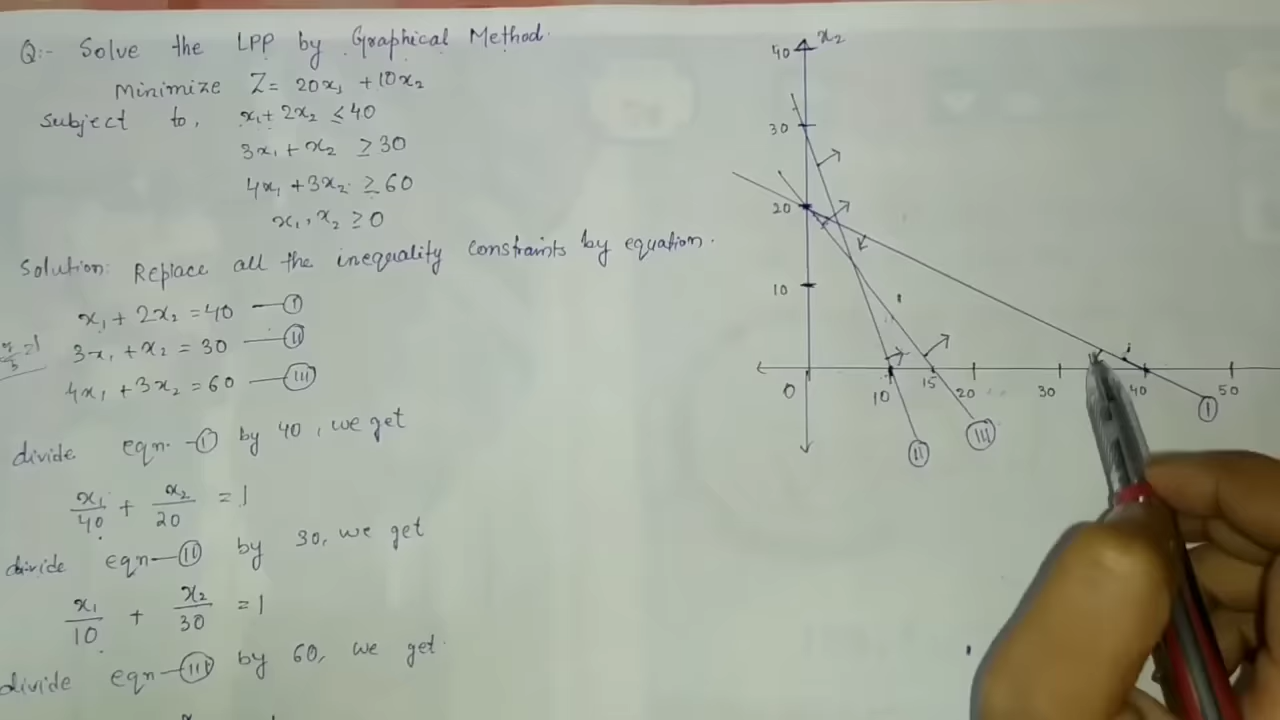 Q:- Solve the LPP by Graphical Method.
Minimize Z = 20x₁ + 10x₂
Subject to, x₁ + 2x₂ ≤ 40
3x₁ + x₂ ≥ 30
4x₁ + 3x₂ ≥ 60
x₁, x₂ ≥ 0
Solution: Replace all the inequality constraints by equation.
x₁ + 2x₂ = 40 —(I)
3x₁ + x₂ = 30 —(II)
4x₁ + 3x₂ = 60 —(III)
divide eqn. -(I) by 40, we get
x₁/40 + x₂/20 = 1
divide eqn—(II) by 30, we get
x₁/10 + x₂/30 = 1
divide eqn—(III) by 60, we get.
x₂
40
30
20
10
0 10 15 20 30 40 50
(I)
(II)
(III)